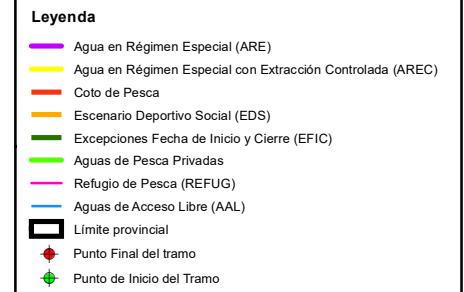 Leyenda
Agua en Régimen Especial (ARE)
Agua en Régimen Especial con Extracción Controlada (AREC)
Coto de Pesca
Escenario Deportivo Social (EDS)
Excepciones Fecha de Inicio y Cierre (EFIC)
Aguas de Pesca Privadas
Refugio de Pesca (REFUG)
Aguas de Acceso Libre (AAL)
Límite provincial
Punto Final del tramo
Punto de Inicio del Tramo